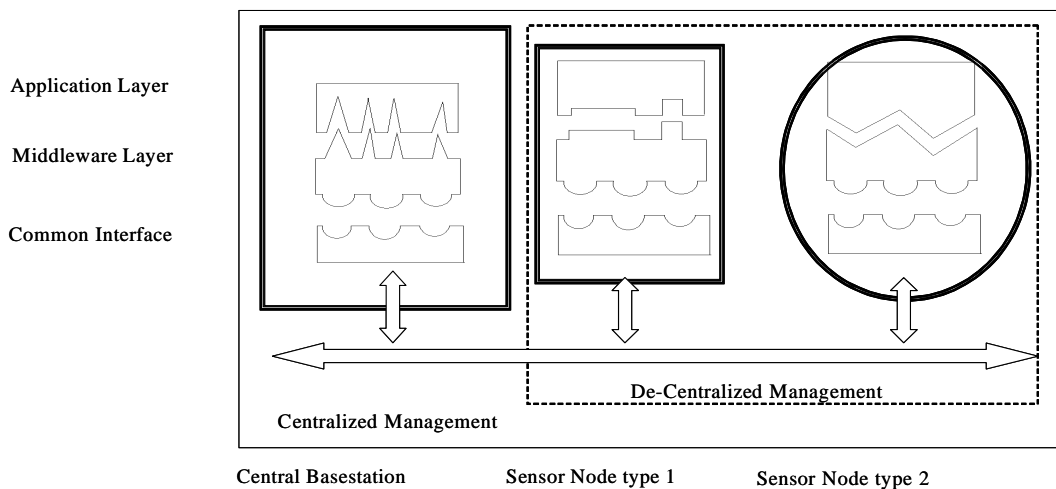 Application Layer
Middleware Layer
Common Interface
De-Centralized Management
Centralized Management
Central Basestation
Sensor Node type 1
Sensor Node type 2